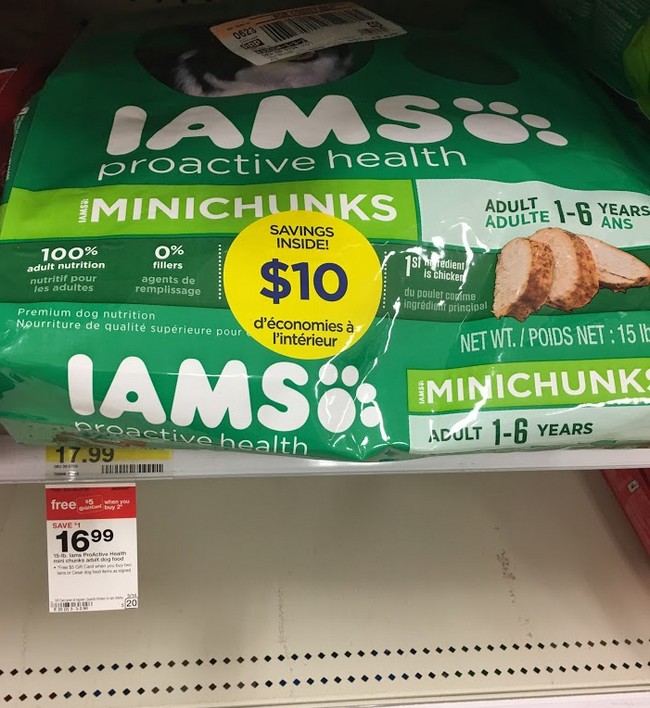 0623
IAMS
proactive health
IAMS
MINICHUNKS
ADULT
ADULTE 1-6 YEARS
ANS
100%
adult nutrition
nutritif pour
les adultes
0%
fillers
agents de
remplissage
SAVINGS
INSIDE!
$10
d'économies à
l'intérieur
1st ingredient
is chicken
du poulet comme
ingrédient principal
Premium dog nutrition
Nourriture de qualité supérieure pour
NET WT. / POIDS NET : 15 lb
IAMS
proactive health
IAMS
MINICHUNKS
ADULT 1-6 YEARS
17.99
free $5 when you
buy 2
SAVE $1
16 99
15-lb. Iams ProActive Health
mini chunks adult dog food
20